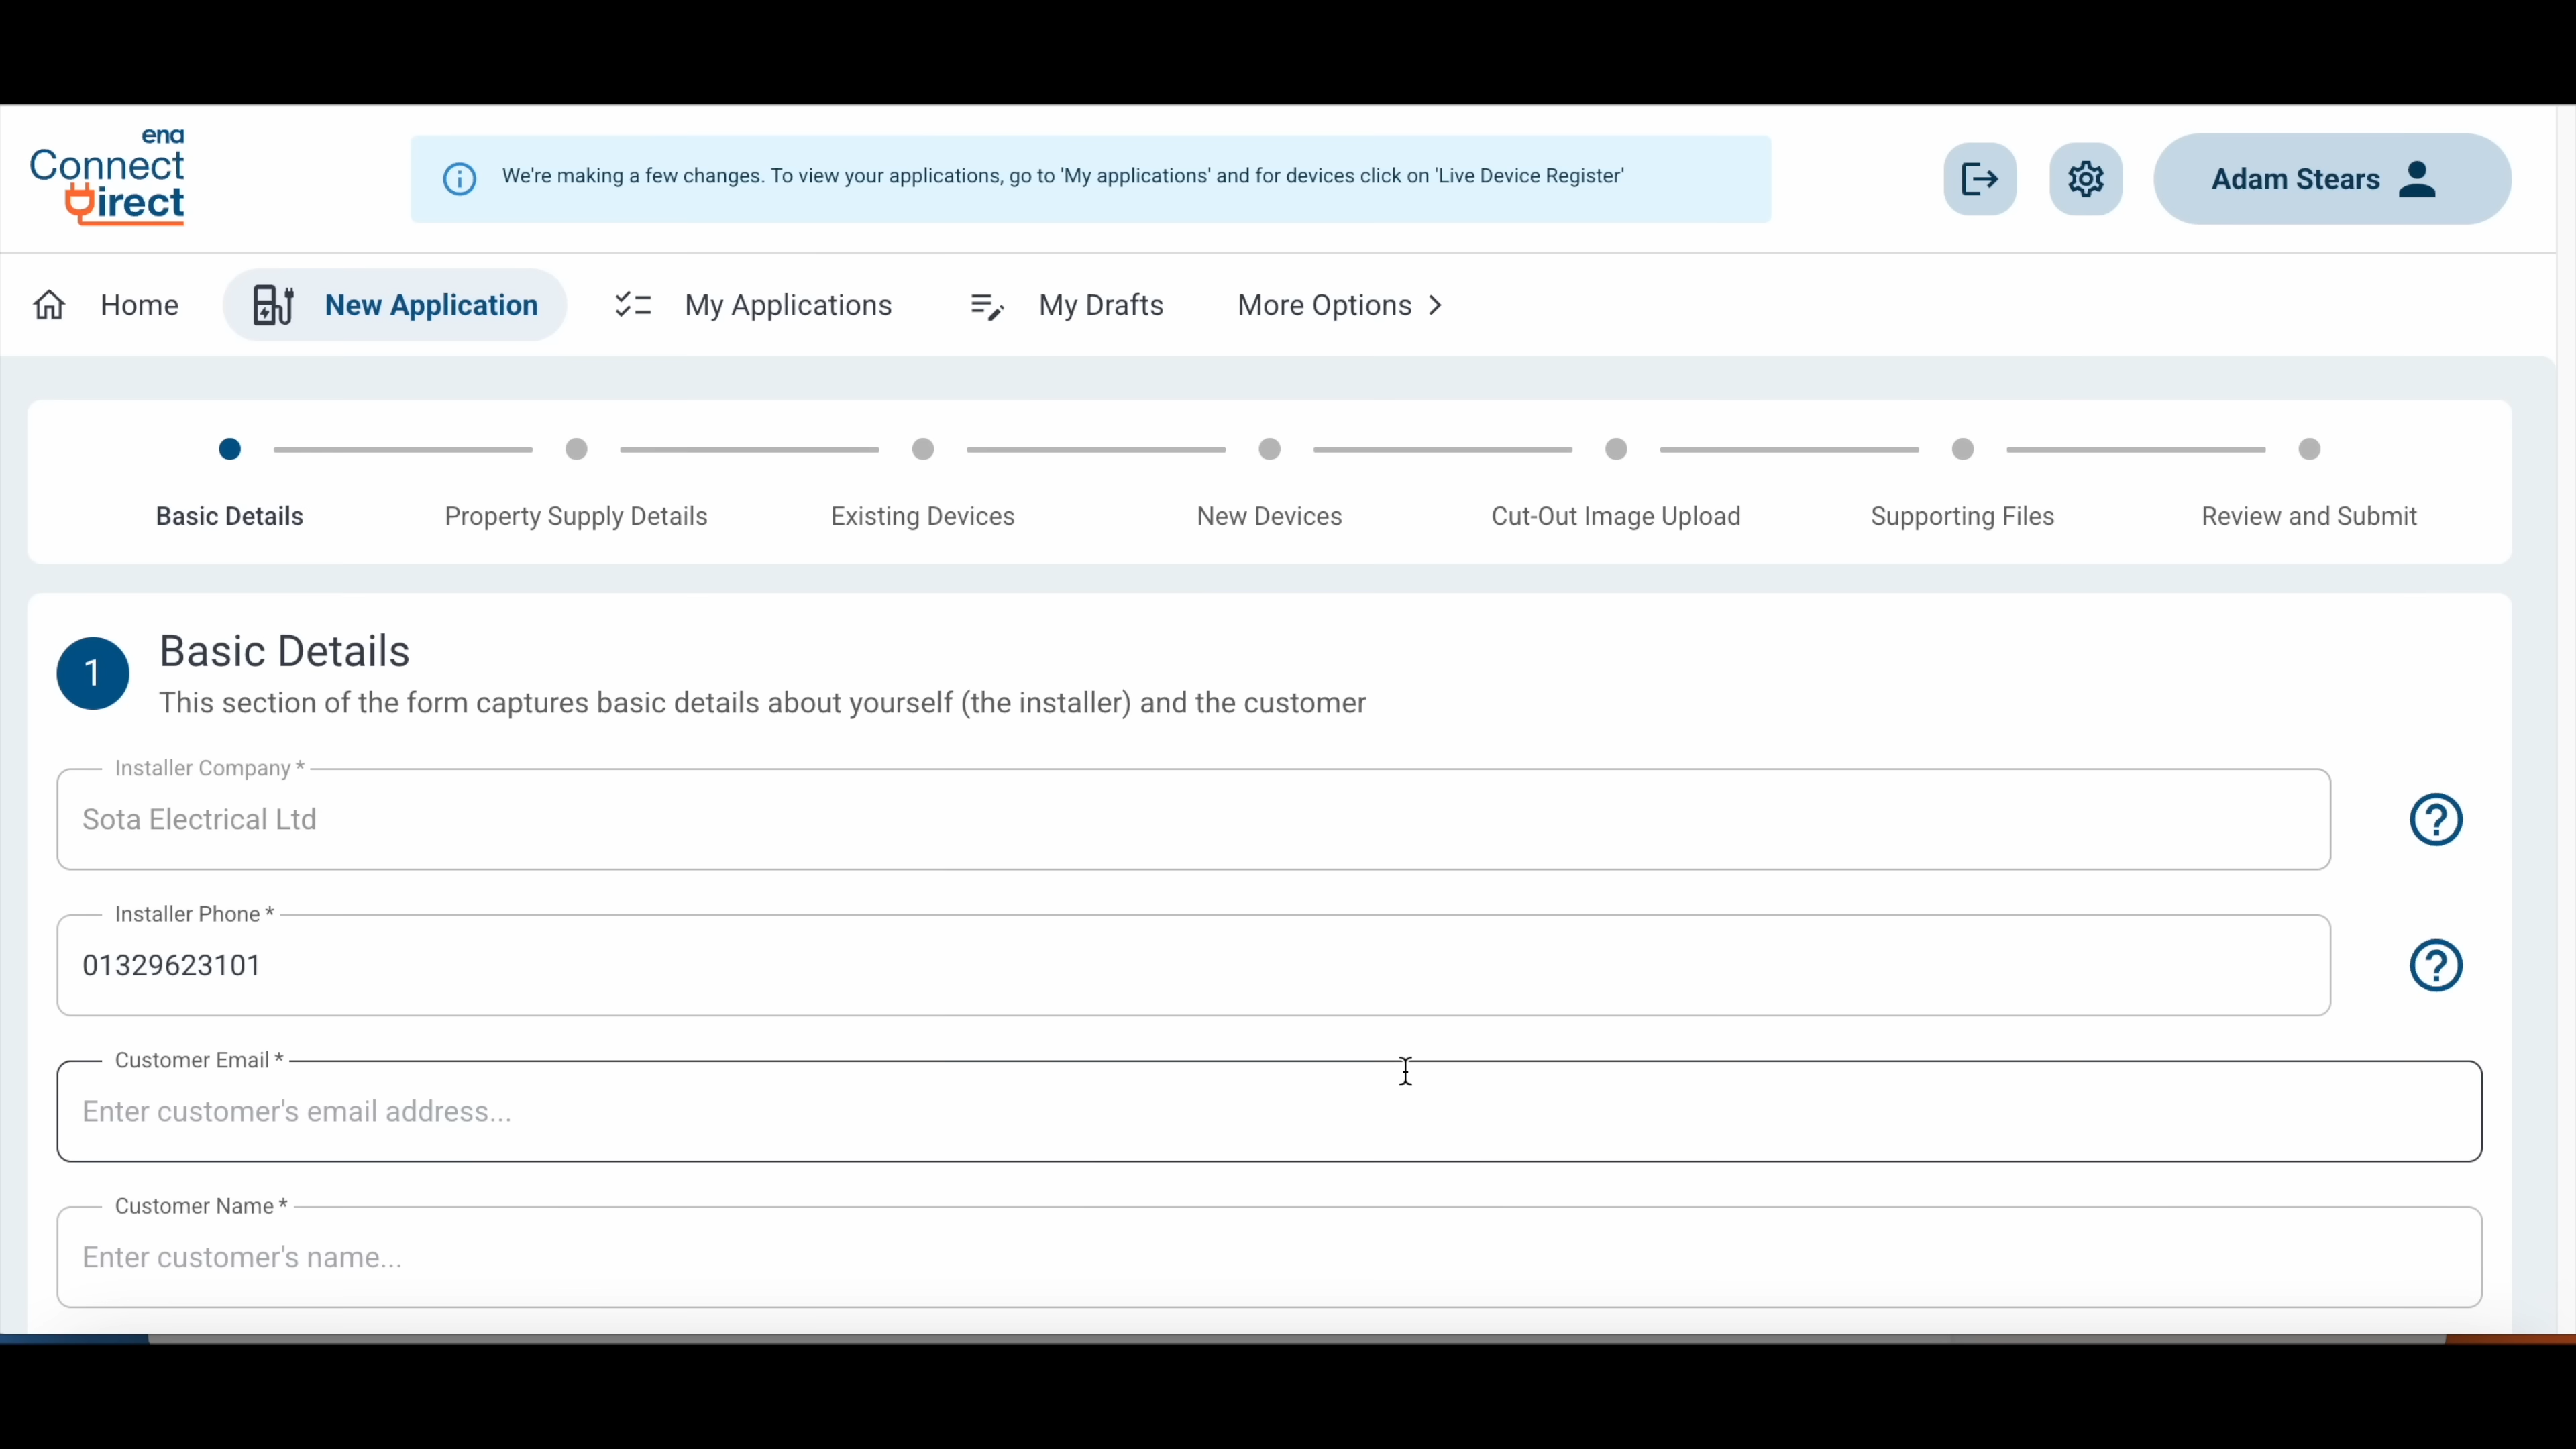 ena
Connect
Direct
We're making a few changes. To view your applications, go to 'My applications' and for devices click on 'Live Device Register'
Adam Stears
Home
New Application
My Applications
My Drafts
More Options
Basic Details
Property Supply Details
Existing Devices
New Devices
Cut-Out Image Upload
Supporting Files
Review and Submit
1
Basic Details
This section of the form captures basic details about yourself (the installer) and the customer
Installer Company *
Sota Electrical Ltd
?
Installer Phone *
01329623101
?
Customer Email *
Enter customer's email address...
Customer Name *
Enter customer's name...